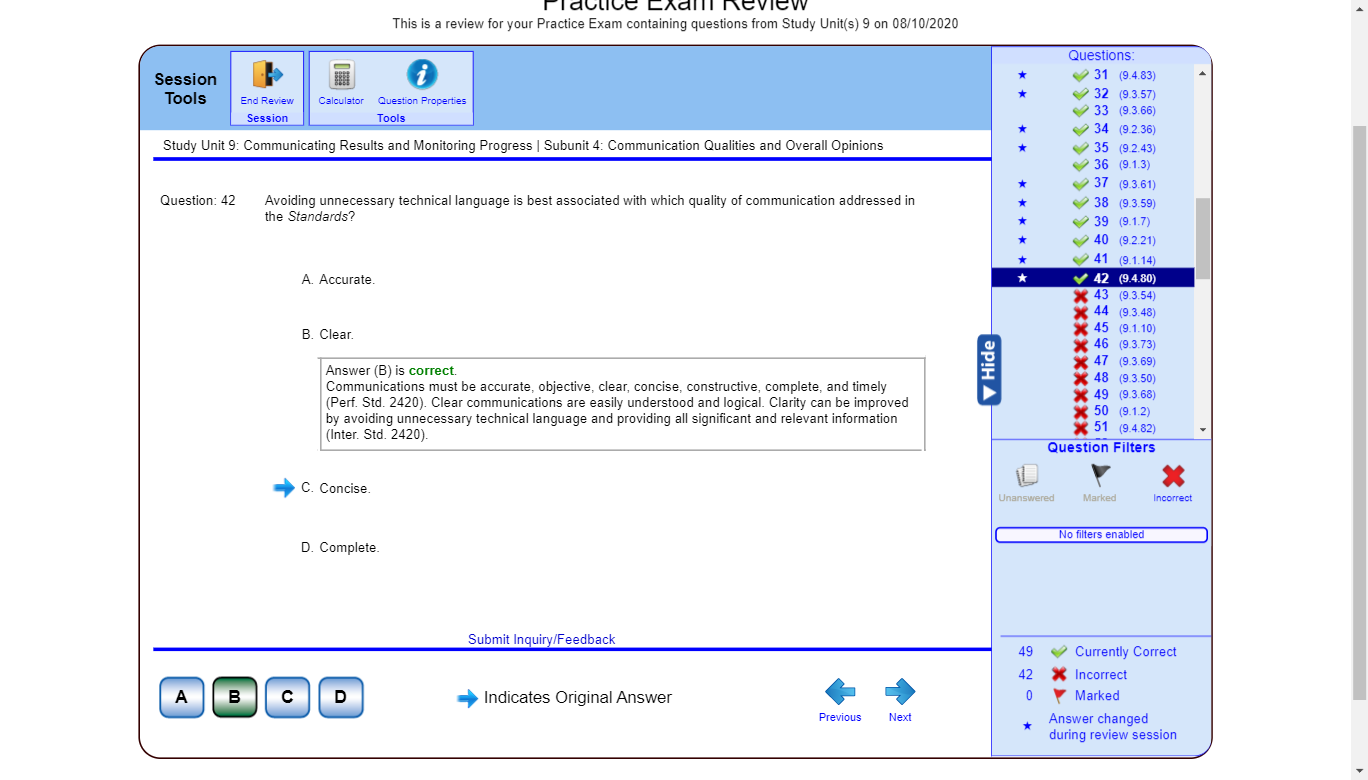 Practice Exam Review
This is a review for your Practice Exam containing questions from Study Unit(s) 9 on 08/10/2020
Session
Tools
End Review
Session
Calculator
Question Properties
Tools
Study Unit 9: Communicating Results and Monitoring Progress | Subunit 4: Communication Qualities and Overall Opinions
Question: 42
Avoiding unnecessary technical language is best associated with which quality of communication addressed in
the Standards?
A. Accurate.
B. Clear.
Answer (B) is correct.
Communications must be accurate, objective, clear, concise, constructive, complete, and timely
(Perf. Std. 2420). Clear communications are easily understood and logical. Clarity can be improved
by avoiding unnecessary technical language and providing all significant and relevant information
(Inter. Std. 2420).
C. Concise.
D. Complete.
Submit Inquiry/Feedback
A
B
C
D
Indicates Original Answer
Previous
Next
Hide
Questions:
31 (9.4.83)
32 (9.3.57)
33 (9.3.66)
34 (9.2.36)
35 (9.2.43)
36 (9.1.3)
37 (9.3.61)
38 (9.3.59)
39 (9.1.7)
40 (9.2.21)
41 (9.1.14)
42 (9.4.80)
43 (9.3.54)
44 (9.3.48)
45 (9.1.10)
46 (9.3.73)
47 (9.3.69)
48 (9.3.50)
49 (9.3.68)
50 (9.1.2)
51 (9.4.82)
Question Filters
Unanswered
Marked
Incorrect
No filters enabled
49 Currently Correct
42 Incorrect
0 Marked
Answer changed
during review session